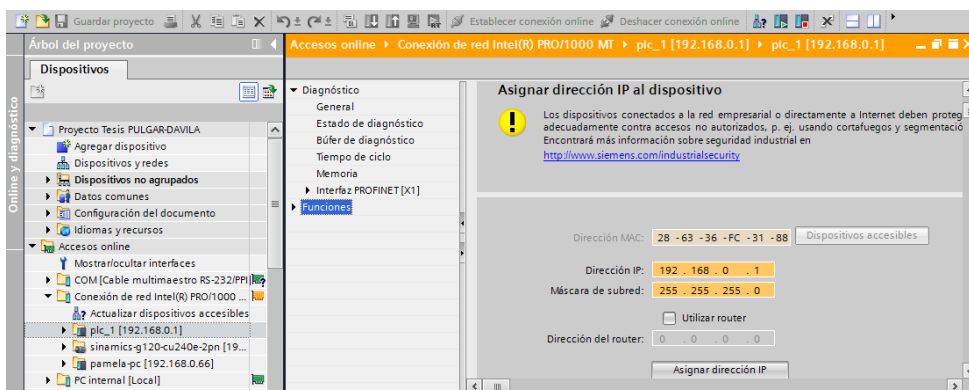 Guardar proyecto
Establecer conexión online
Deshacer conexión online
Árbol del proyecto
Accesos online
Conexión de red Intel(R) PRO/1000 MT
plc_1 [192.168.0.1]
plc_1 [192.168.0.1]
Dispositivos
Online y diagnóstico
Proyecto Tesis PULGAR-DAVILA
Agregar dispositivo
Dispositivos y redes
Dispositivos no agrupados
Datos comunes
Configuración del documento
Idiomas y recursos
Accesos online
Mostrar/ocultar interfaces
COM [Cable multimaestro RS-232/PPI]
Conexión de red Intel(R) PRO/1000 ...
Actualizar dispositivos accesibles
plc_1 [192.168.0.1]
sinamics-g120-cu240e-2pn [19...
pamela-pc [192.168.0.66]
PC internal [Local]
Diagnóstico
General
Estado de diagnóstico
Búfer de diagnóstico
Tiempo de ciclo
Memoria
Interfaz PROFINET [X1]
Funciones
Asignar dirección IP al dispositivo
Los dispositivos conectados a la red empresarial o directamente a Internet deben proteg
adecuadamente contra accesos no autorizados, p. ej. usando cortafuegos y segmentació
Encontrará más información sobre seguridad industrial en
http://www.siemens.com/industrialsecurity
Dirección MAC: 28 -63 -36 -FC -31 -88 Dispositivos accesibles
Dirección IP: 192 . 168 . 0 . 1
Máscara de subred: 255 . 255 . 255 . 0
Utilizar router
Dirección del router: 0 . 0 . 0 . 0
Asignar dirección IP